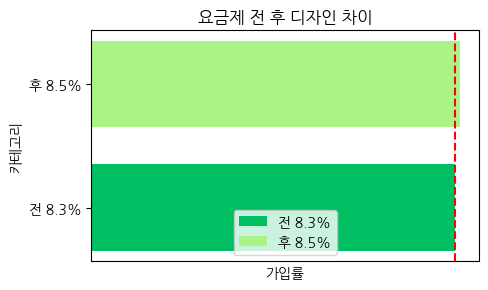 요금제 전 후 디자인 차이
카테고리
후 8.5%
전 8.3%
전 8.3%
후 8.5%
가입률